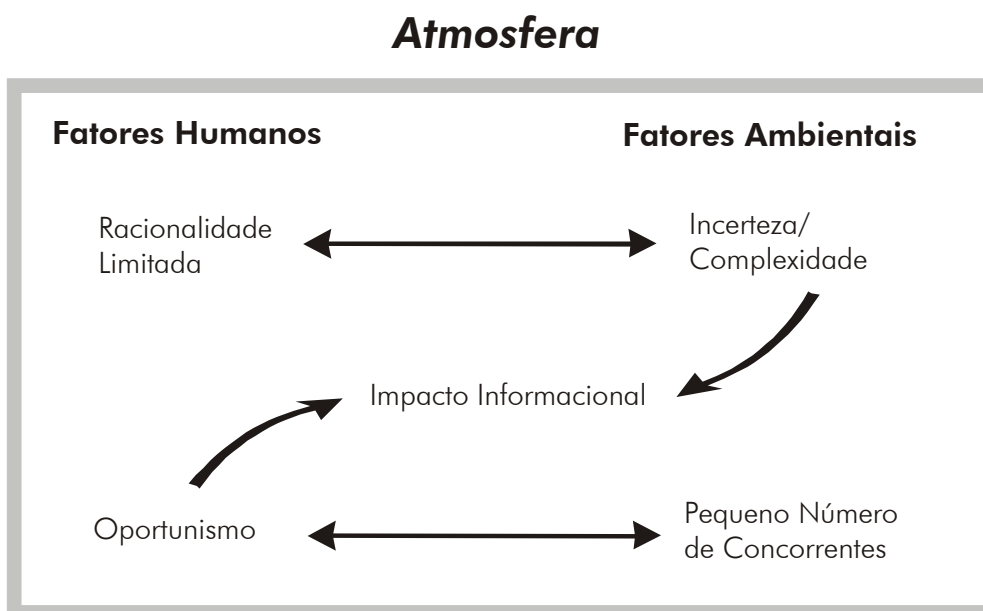 Atmosfera
Fatores Humanos
Fatores Ambientais
Racionalidade
Limitada
Incerteza/
Complexidade
Impacto Informacional
Oportunismo
Pequeno Número
de Concorrentes